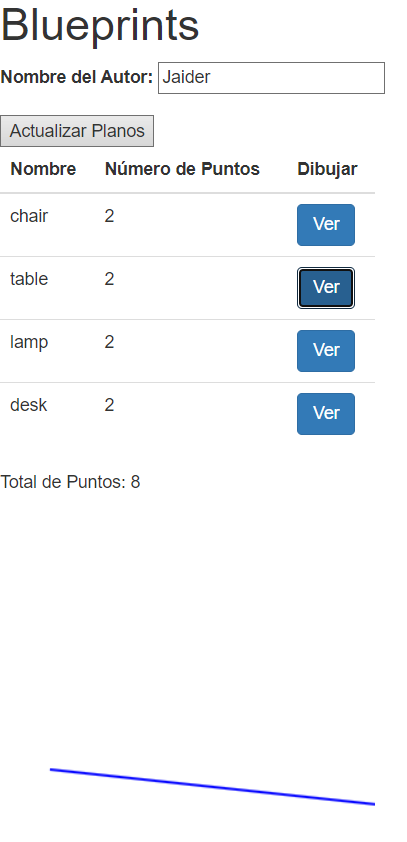 Blueprints
Nombre del Autor: Jaider
Actualizar Planos
Nombre Número de Puntos Dibujar
chair 2 Ver
table 2 Ver
lamp 2 Ver
desk 2 Ver
Total de Puntos: 8